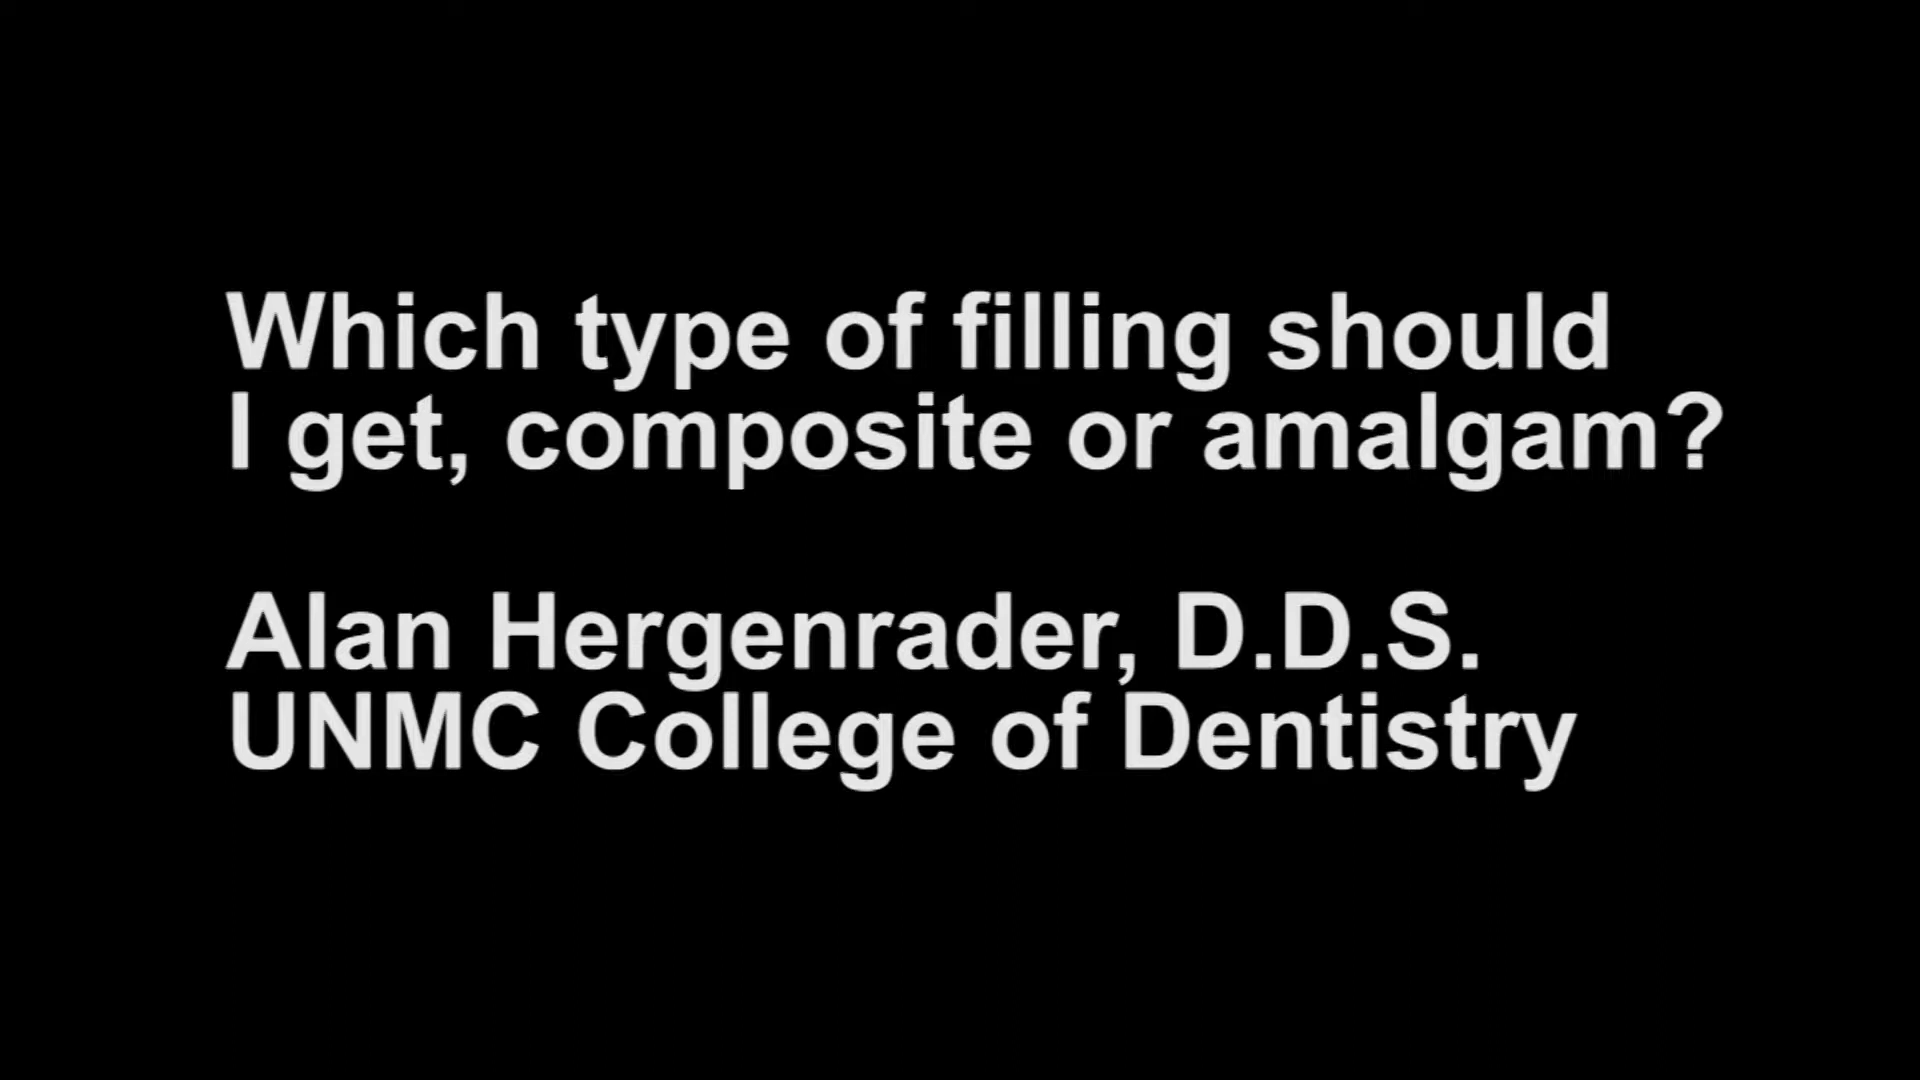 Which type of filling should
I get, composite or amalgam?
Alan Hergenrader, D.D.S.
UNMC College of Dentistry